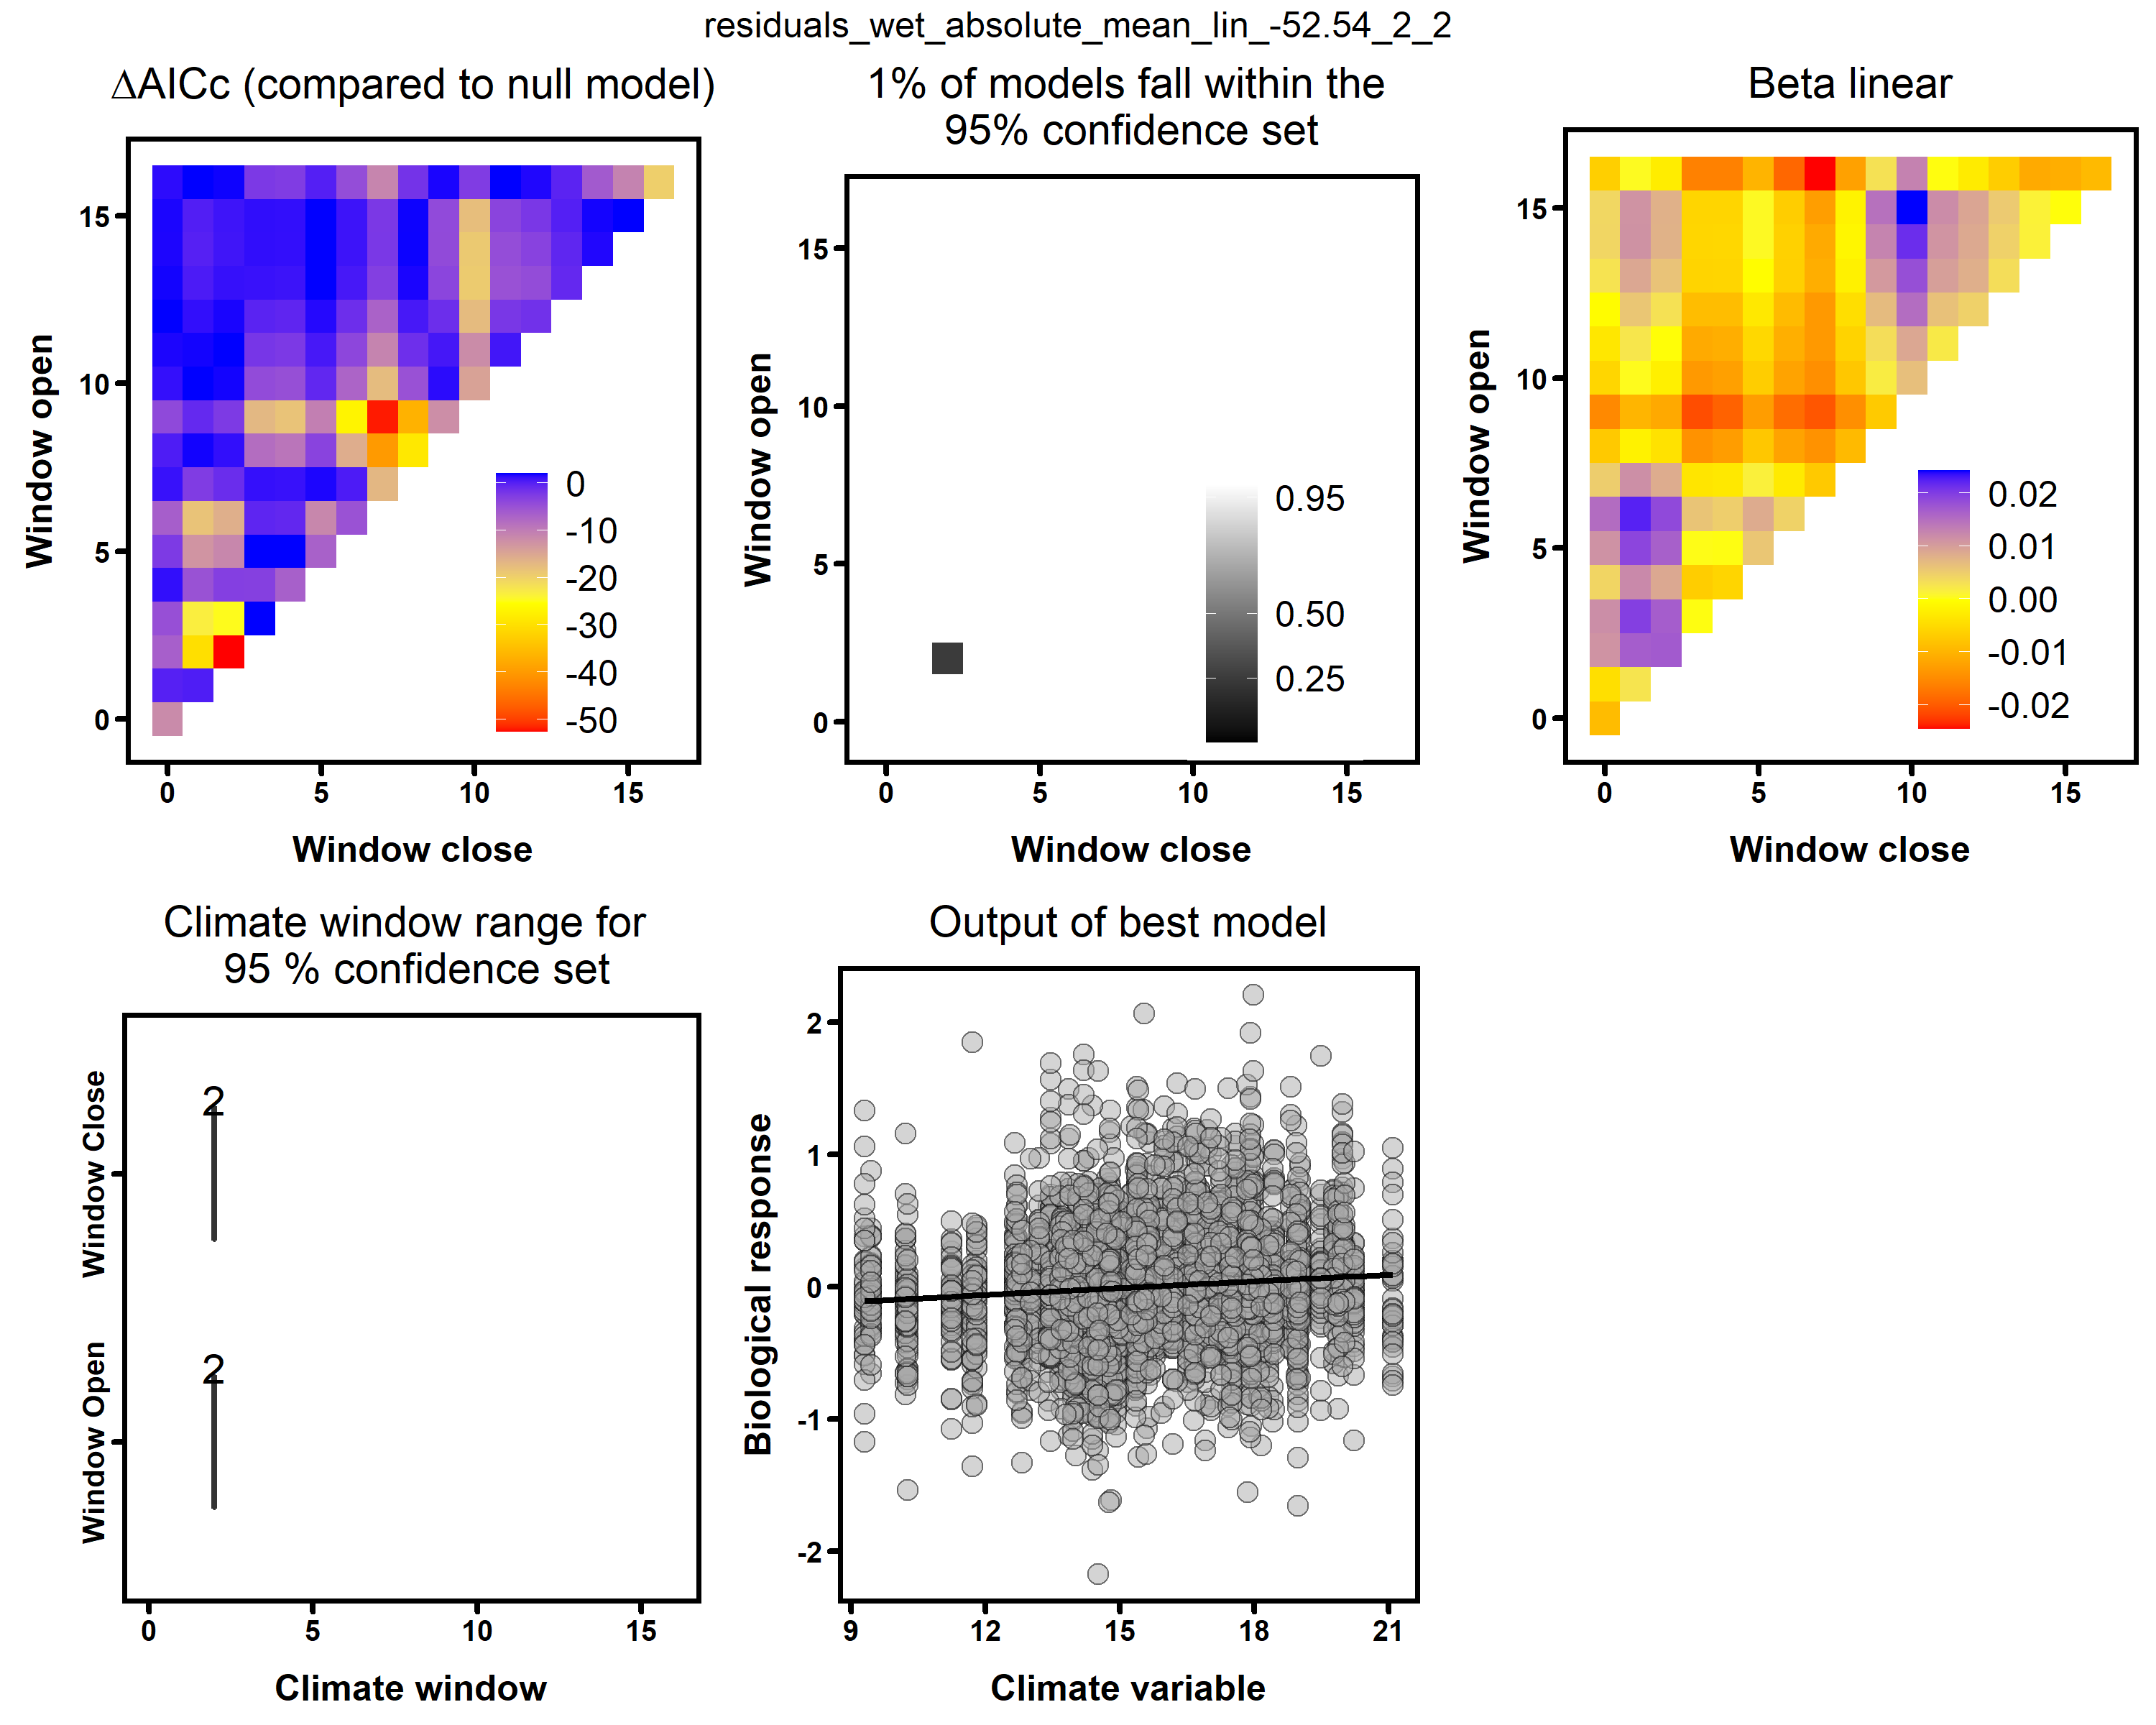 residuals_wet_absolute_mean_lin_-52.54_2_2
ΔAICc (compared to null model)
Window open
15
10
5
0
0
-10
-20
-30
-40
-50
0
5
10
15
Window close
1% of models fall within the
95% confidence set
Window open
15
10
5
0
0.95
0.50
0.25
0
5
10
15
Window close
Beta linear
Window open
15
10
5
0
0.02
0.01
0.00
-0.01
-0.02
0
5
10
15
Window close
Climate window range for
95 % confidence set
Window Close
Window Open
2
2
0
5
10
15
Climate window
Output of best model
Biological response
2
1
0
-1
-2
9
12
15
18
21
Climate variable